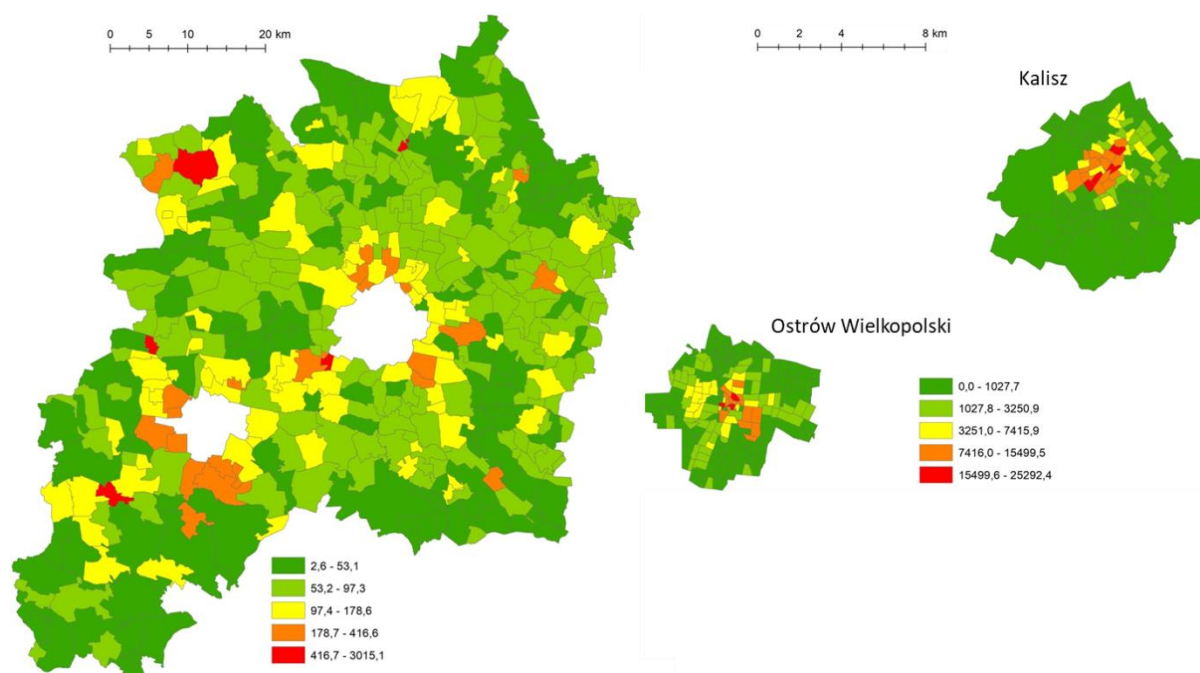 0 5 10 20 km
0 2 4 8 km
Kalisz
Ostrów Wielkopolski
0,0 - 1027,7
1027,8 - 3250,9
3251,0 - 7415,9
7416,0 - 15499,5
15499,6 - 25292,4
2,6 - 53,1
53,2 - 97,3
97,4 - 178,6
178,7 - 416,6
416,7 - 3015,1